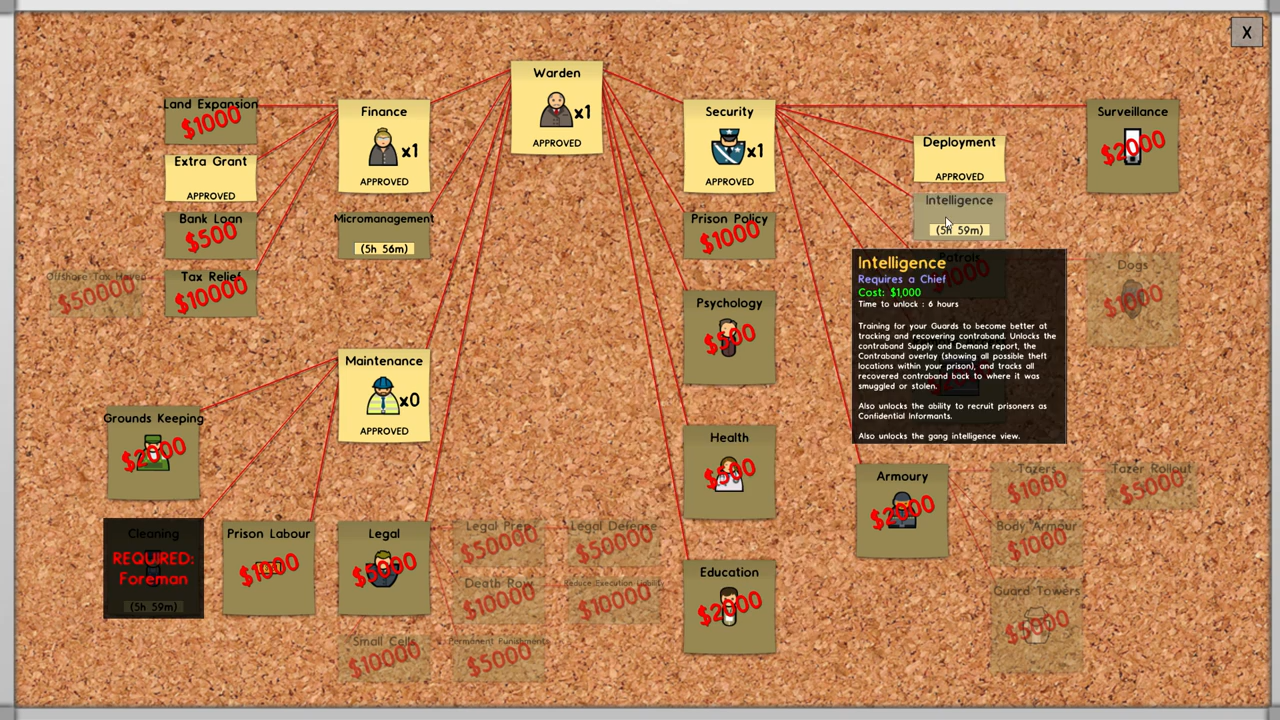 X
Warden
x1
APPROVED
Land Expansion
$1000
Finance
x1
APPROVED
Security
x1
APPROVED
Surveillance
$2000
Extra Grant
APPROVED
Deployment
APPROVED
Bank Loan
$500
Micromanagement
(5h 56m)
Prison Policy
$1000
Intelligence
(5h 59m)
Offshore Tax Haven
$50000
Tax Relief
$10000
Patrols
Dogs
$1000
Intelligence
Requires a Chief
Cost: $1,000
Time to unlock : 6 hours
Training for your Guards to become better at
tracking and recovering contraband. Unlocks the
contraband Supply and Demand report, the
Contraband overlay (showing all possible theft
locations within your prison), and tracks all
recovered contraband back to where it was
smuggled or stolen.
Also unlocks the ability to recruit prisoners as
Confidential Informants.
Also unlocks the gang intelligence view.
Psychology
$500
Maintenance
x0
APPROVED
Grounds Keeping
$2000
Health
$500
Armoury
$2000
Tazers
$1000
Tazer Rollout
$5000
Cleaning
REQUIRED:
Foreman
(5h 59m)
Prison Labour
$1000
Legal
$5000
Legal Prep
$50000
Legal Defense
$50000
Body Armour
$1000
Death Row
$10000
Reduce Execution Liability
$10000
Education
$2000
Guard Towers
$5000
Small Cells
$10000
Permanent Punishments
$5000